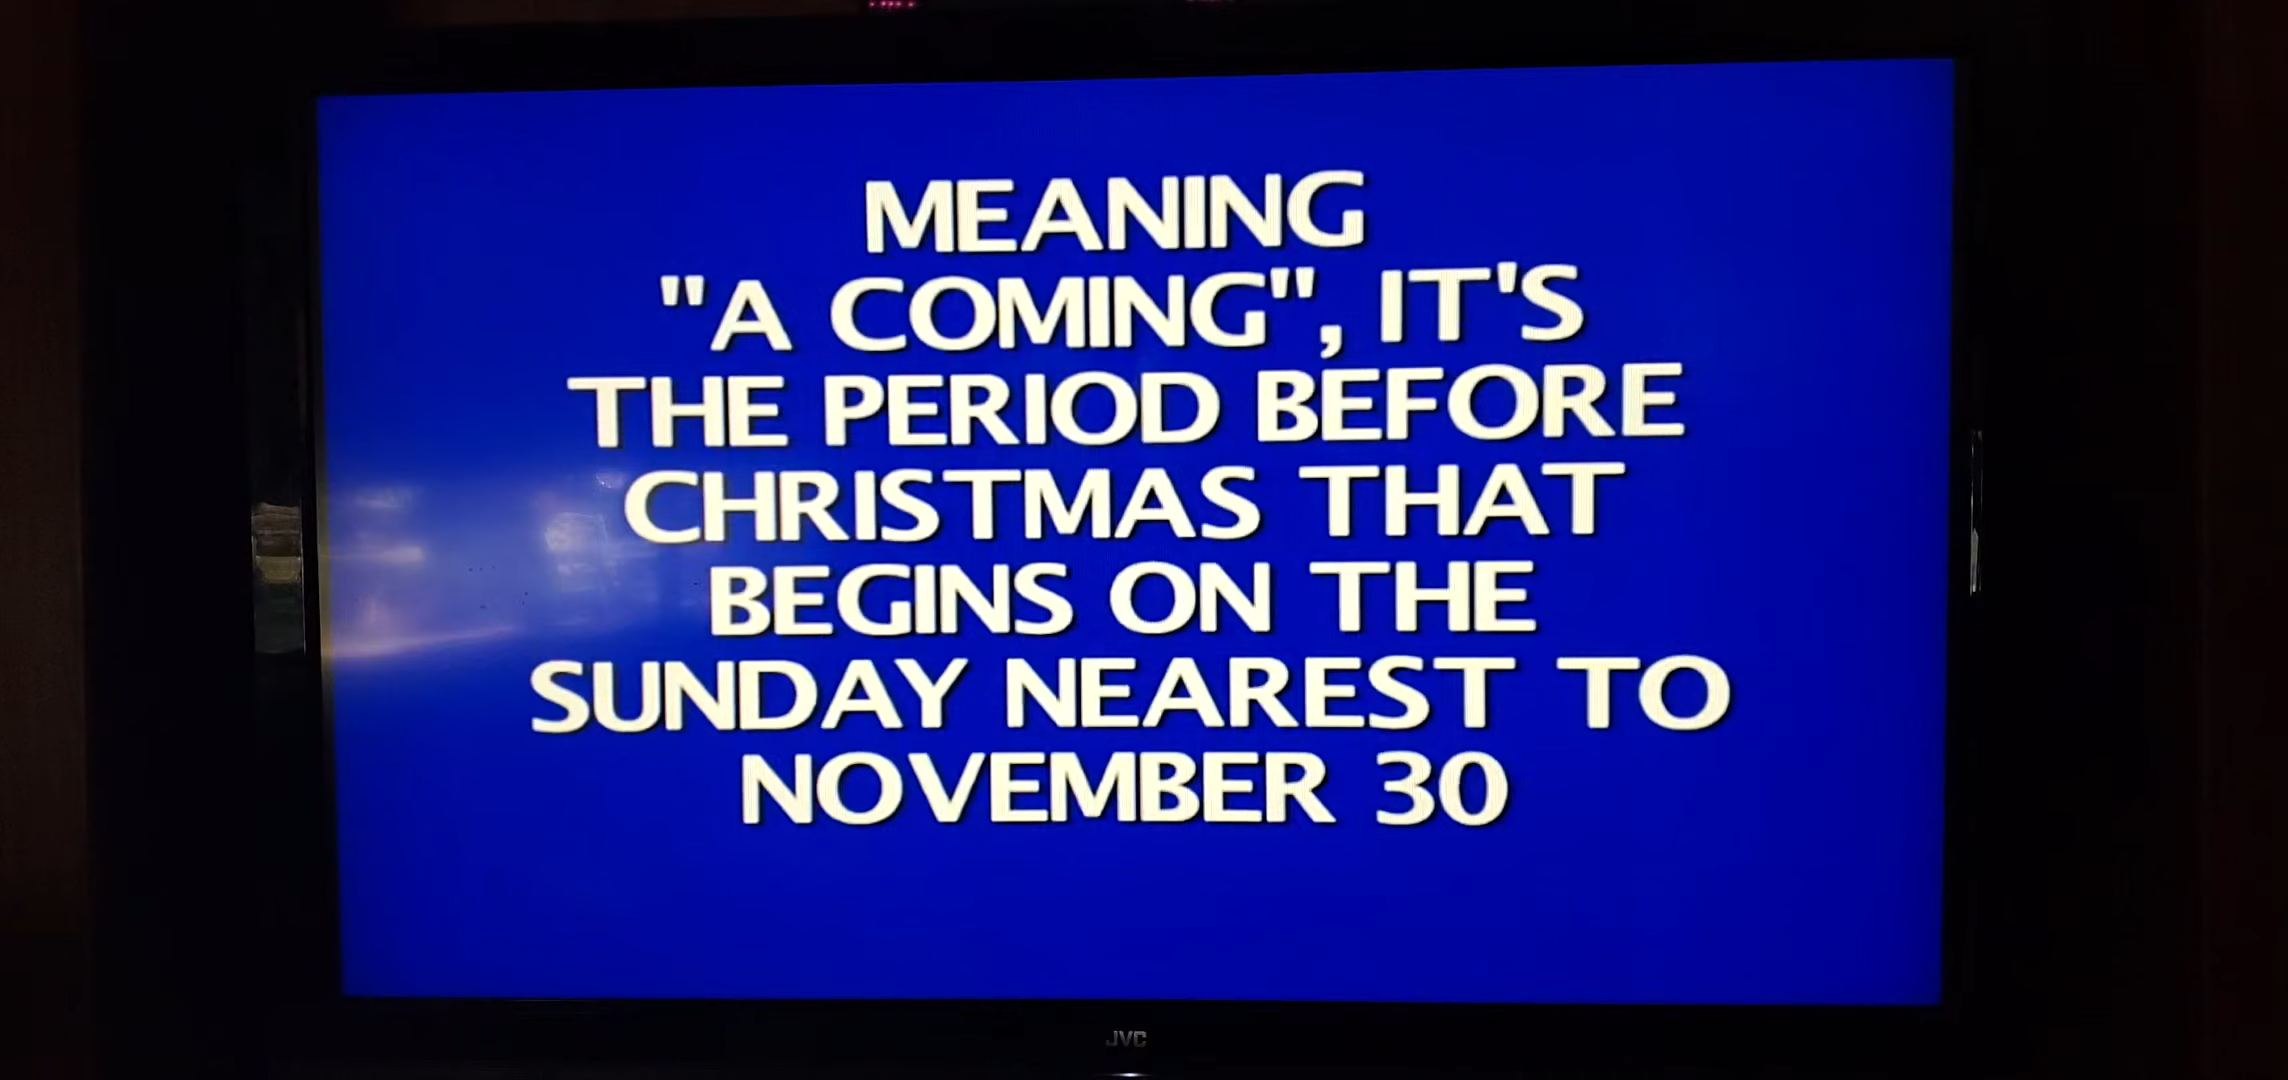 MEANING
"A COMING", IT'S
THE PERIOD BEFORE
CHRISTMAS THAT
BEGINS ON THE
SUNDAY NEAREST TO
NOVEMBER 30
JVC